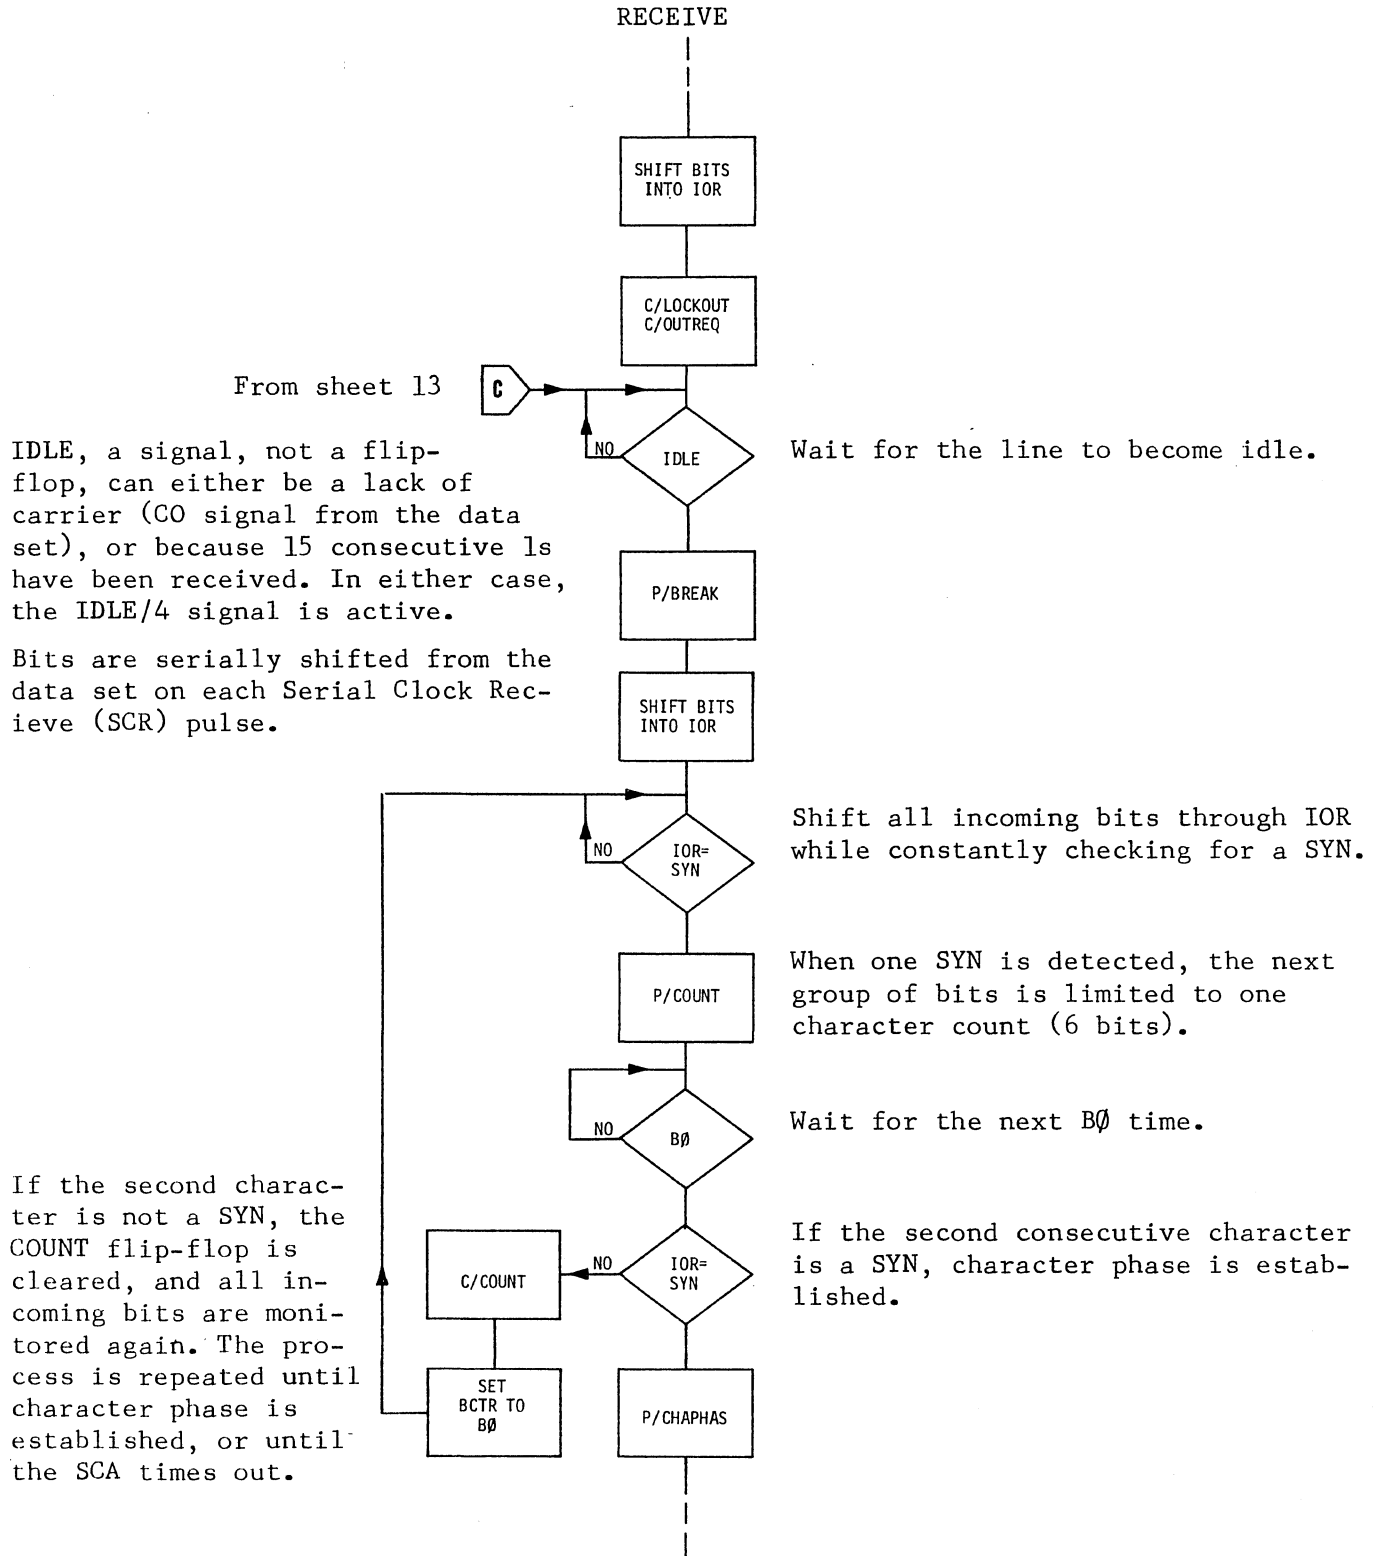 RECEIVE
SHIFT BITS
INTO IOR
C/LOCKOUT
C/OUTREQ
From sheet 13
C
NO
IDLE
Wait for the line to become idle.
IDLE, a signal, not a flip-
flop, can either be a lack of
carrier (CO signal from the data
set), or because 15 consecutive 1s
have been received. In either case,
the IDLE/4 signal is active.
P/BREAK
Bits are serially shifted from the
data set on each Serial Clock Rec-
ieve (SCR) pulse.
SHIFT BITS
INTO IOR
NO
IOR=
SYN
Shift all incoming bits through IOR
while constantly checking for a SYN.
P/COUNT
When one SYN is detected, the next
group of bits is limited to one
character count (6 bits).
NO
BØ
Wait for the next BØ time.
If the second charac-
ter is not a SYN, the
COUNT flip-flop is
cleared, and all in-
coming bits are moni-
tored again. The pro-
cess is repeated until
character phase is
established, or until
the SCA times out.
C/COUNT
NO
IOR=
SYN
If the second consecutive character
is a SYN, character phase is estab-
lished.
SET
BCTR TO
BØ
P/CHAPHAS